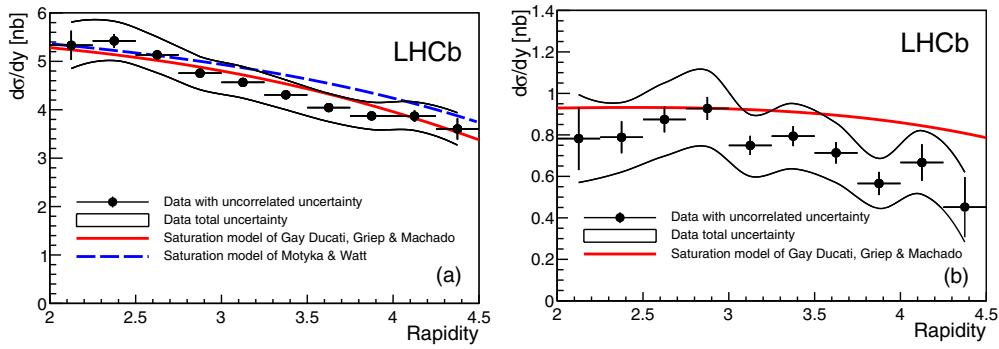 dσ/dy [nb]
6
5
4
3
2
1
0
LHCb
Data with uncorrelated uncertainty
Data total uncertainty
Saturation model of Gay Ducati, Griep & Machado
Saturation model of Motyka & Watt
(a)
2 2.5 3 3.5 4 4.5
Rapidity
dσ/dy [nb]
1.4
1.2
1
0.8
0.6
0.4
0.2
0
LHCb
Data with uncorrelated uncertainty
Data total uncertainty
Saturation model of Gay Ducati, Griep & Machado
(b)
2 2.5 3 3.5 4 4.5
Rapidity